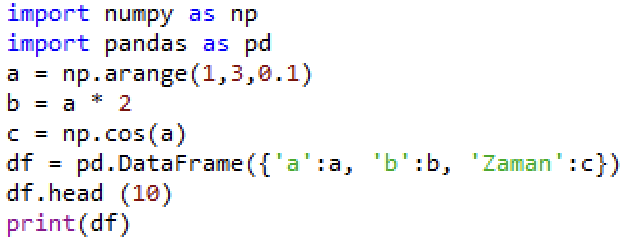 import numpy as np
import pandas as pd
a = np.arange(1,3,0.1)
b = a * 2
c = np.cos(a)
df = pd.DataFrame({'a':a, 'b':b, 'Zaman':c})
df.head (10)
print(df)